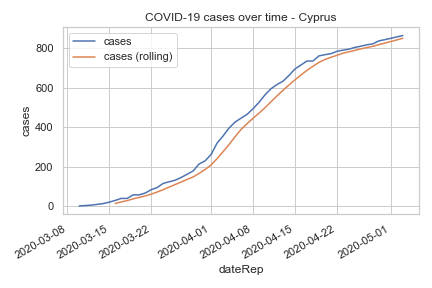 COVID-19 cases over time - Cyprus
cases
cases (rolling)
800
600
400
200
0
cases
2020-03-08
2020-03-15
2020-03-22
2020-04-01
2020-04-08
2020-04-15
2020-04-22
2020-05-01
dateRep